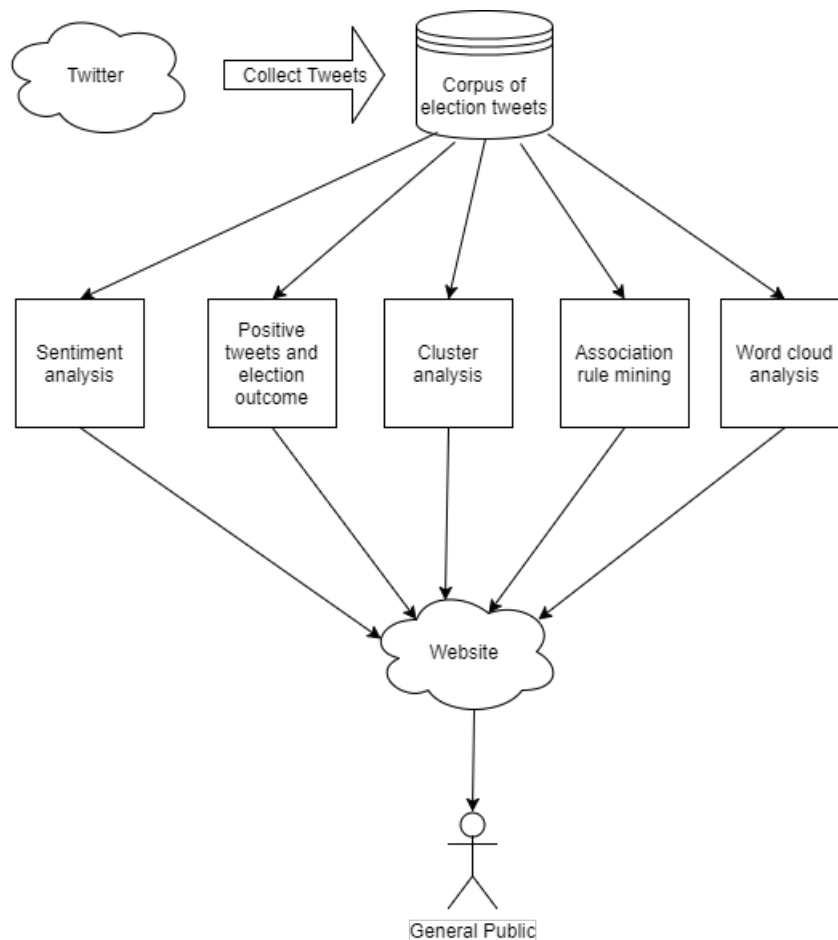 Twitter
Collect Tweets
Corpus of
election tweets
Sentiment
analysis
Positive
tweets and
election
outcome
Cluster
analysis
Association
rule mining
Word cloud
analysis
Website
General Public